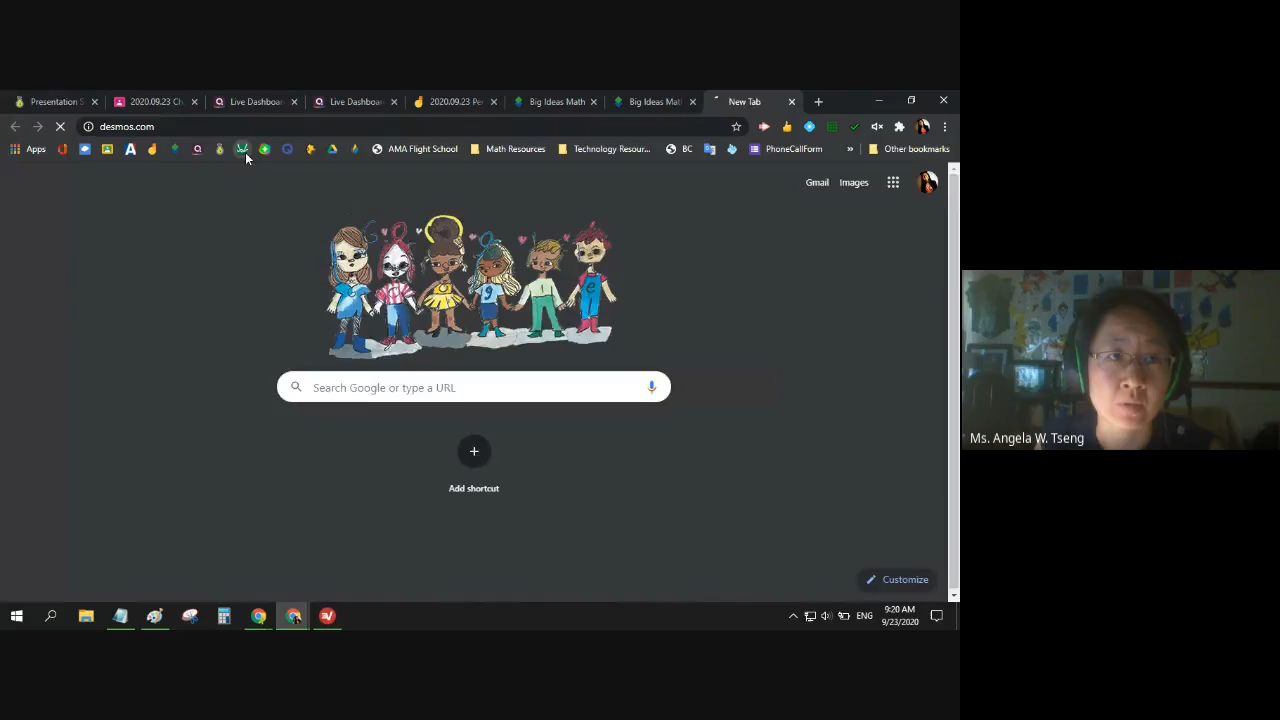 Presentation S
2020.09.23 Ch
Live Dashboar
Live Dashboar
2020.09.23 Pe
Big Ideas Math
Big Ideas Mat
New Tab
desmos.com
Apps
AMA Flight School
Math Resources
Technology Resour...
BC
PhoneCallForm
Other bookmarks
Gmail
Images
Search Google or type a URL
Add shortcut
Ms. Angela W. Tseng
Customize
ENG
9:20 AM
9/23/2020